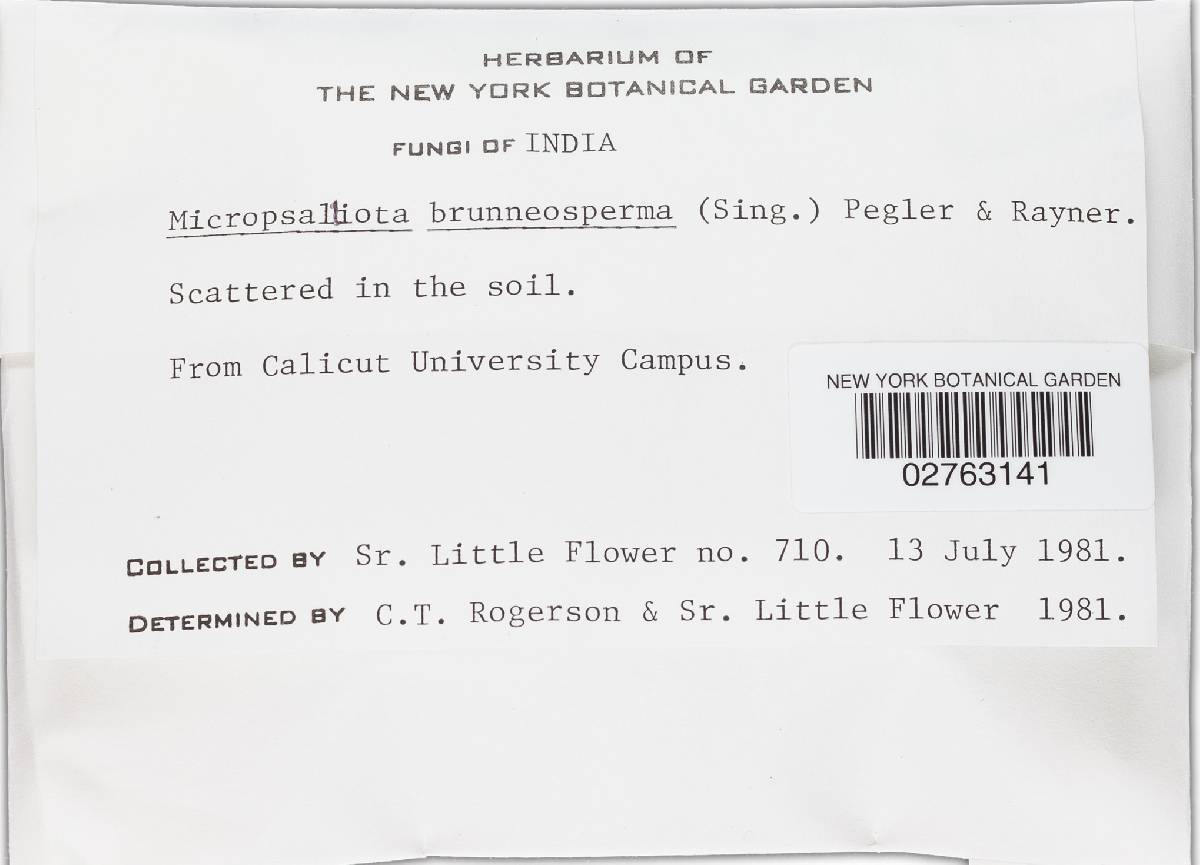 HERBARIUM OF
THE NEW YORK BOTANICAL GARDEN
FUNGI OF INDIA
Micropsalliota brunneosperma (Sing.) Pegler & Rayner.
Scattered in the soil.
From Calicut University Campus.
NEW YORK BOTANICAL GARDEN
02763141
COLLECTED BY Sr. Little Flower no. 710. 13 July 1981.
DETERMINED BY C.T. Rogerson & Sr. Little Flower 1981.